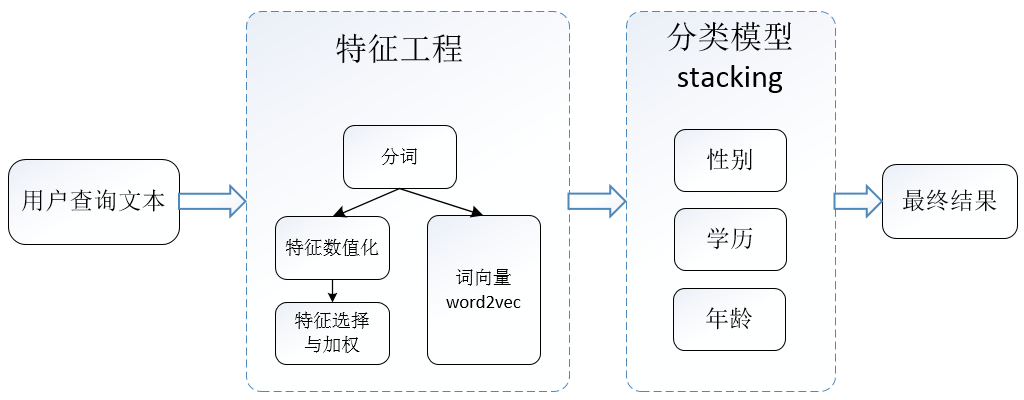 用户查询文本
特征工程
分词
特征数值化
特征选择
与加权
词向量
word2vec
分类模型
stacking
性别
学历
年龄
最终结果